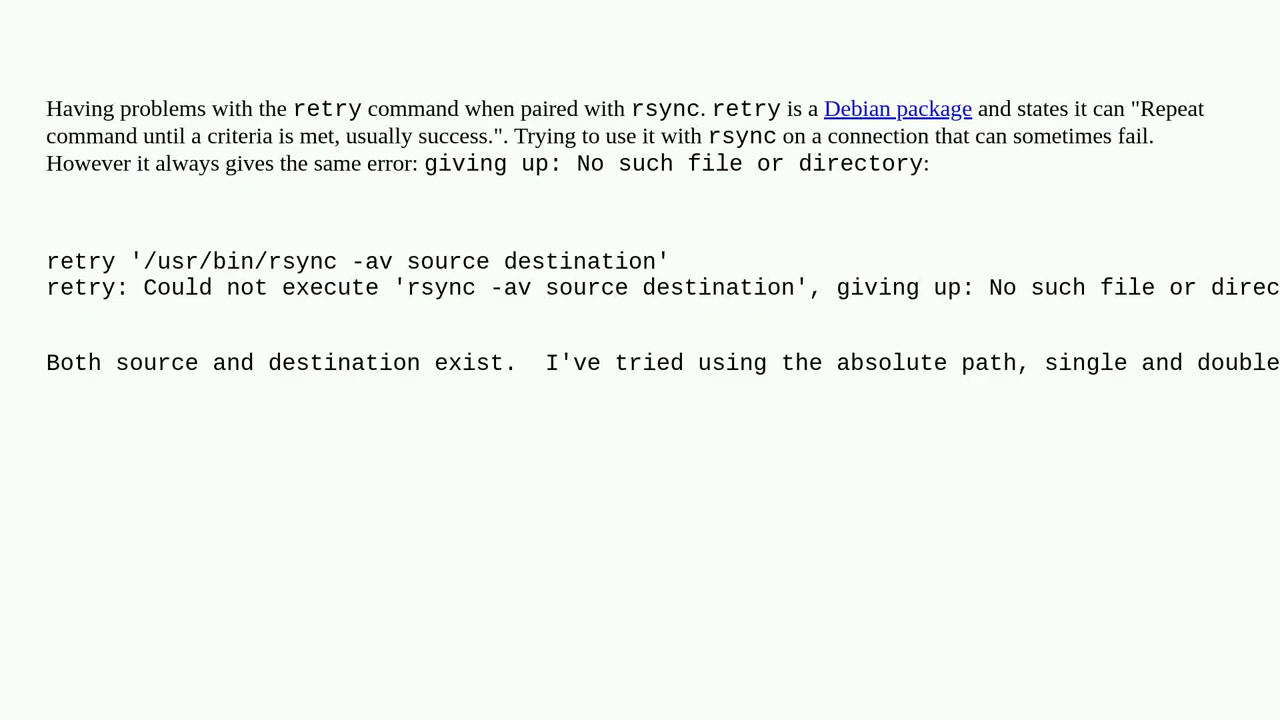 Having problems with the retry command when paired with rsync. retry is a Debian package and states it can "Repeat
command until a criteria is met, usually success.". Trying to use it with rsync on a connection that can sometimes fail.
However it always gives the same error: giving up: No such file or directory:
retry '/usr/bin/rsync -av source destination'
retry: Could not execute 'rsync -av source destination', giving up: No such file or direc
Both source and destination exist.  I've tried using the absolute path, single and double